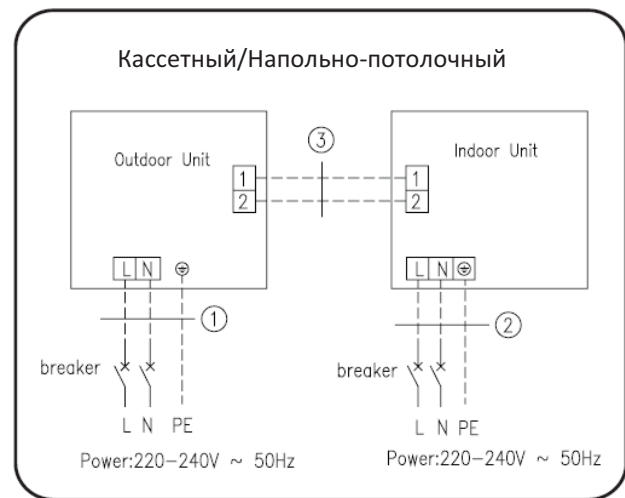 Кассетный/Напольно-потолочный
Outdoor Unit
Indoor Unit
3
1
1
2
2
L N
L N
1
2
breaker
breaker
L N PE
L N PE
Power:220-240V ~ 50Hz
Power:220-240V ~ 50Hz